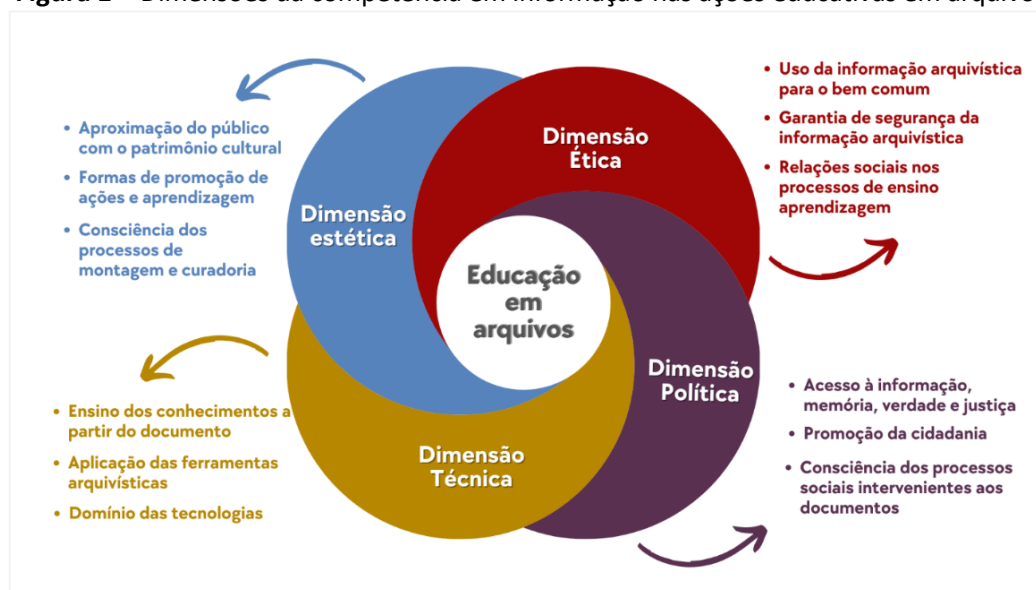 Figura 1 – Dimensões da competência em informação nas ações educativas em arquivo
• Aproximação do público
com o patrimônio cultural
• Formas de promoção de
ações e aprendizagem
• Consciência dos
processos de
montagem e curadoria
Dimensão
estética
Dimensão
Ética
• Uso da informação arquivística
para o bem comum
• Garantia de segurança da
informação arquivística
• Relações sociais nos
processos de ensino
aprendizagem
Educação
em
arquivos
• Ensino dos conhecimentos a
partir do documento
• Aplicação das ferramentas
arquivísticas
• Domínio das tecnologias
Dimensão
Técnica
Dimensão
Política
• Acesso à informação,
memória, verdade e justiça
• Promoção da cidadania
• Consciência dos processos
sociais intervenientes aos
documentos